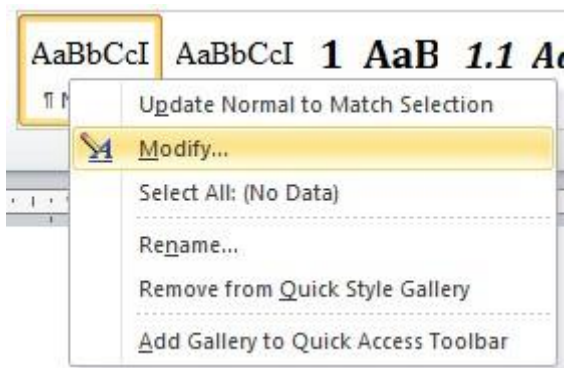 AaBbCcI AaBbCcI 1 AaB 1.1 Ac
¶ N
Update Normal to Match Selection
Modify...
Select All: (No Data)
Rename...
Remove from Quick Style Gallery
Add Gallery to Quick Access Toolbar